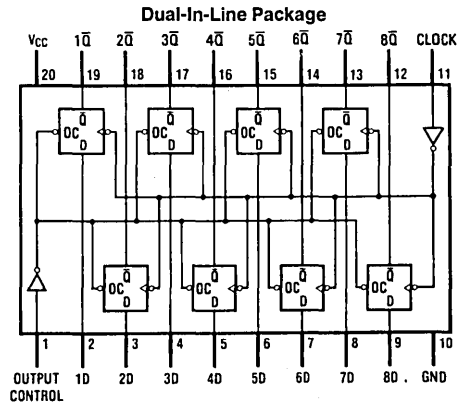 Dual-In-Line Package
VCC 1Q̅ 2Q̅ 3Q̅ 4Q̅ 5Q̅ 6Q̅ 7Q̅ 8Q̅ CLOCK
20 19 18 17 16 15 14 13 12 11
Q̅ Q̅ Q̅ Q̅
OC OC OC OC
D D D D
Q̅ Q̅ Q̅ Q̅
OC OC OC OC
D D D D
1 2 3 4 5 6 7 8 9 10
OUTPUT CONTROL 1D 2D 3D 4D 5D 6D 7D 8D . GND